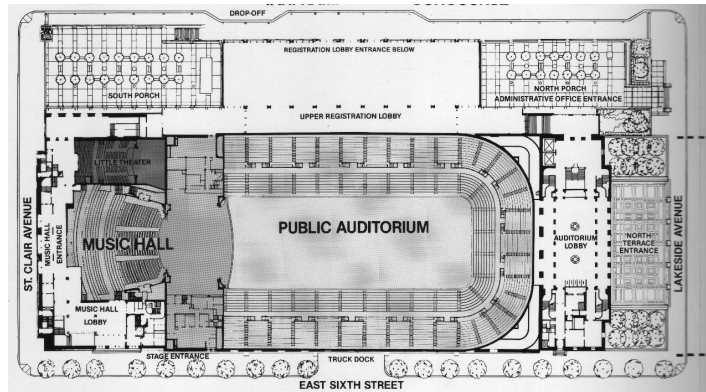 DROP-OFF
REGISTRATION LOBBY ENTRANCE BELOW
SOUTH PORCH
NORTH PORCH
ADMINISTRATIVE OFFICE ENTRANCE
UPPER REGISTRATION LOBBY
LITTLE THEATER
ST. CLAIR AVENUE
MUSIC HALL
ENTRANCE
MUSIC HALL
PUBLIC AUDITORIUM
AUDITORIUM
LOBBY
NORTH
TERRACE
ENTRANCE
LAKESIDE AVENUE
MUSIC HALL
LOBBY
STAGE ENTRANCE
TRUCK DOCK
EAST SIXTH STREET